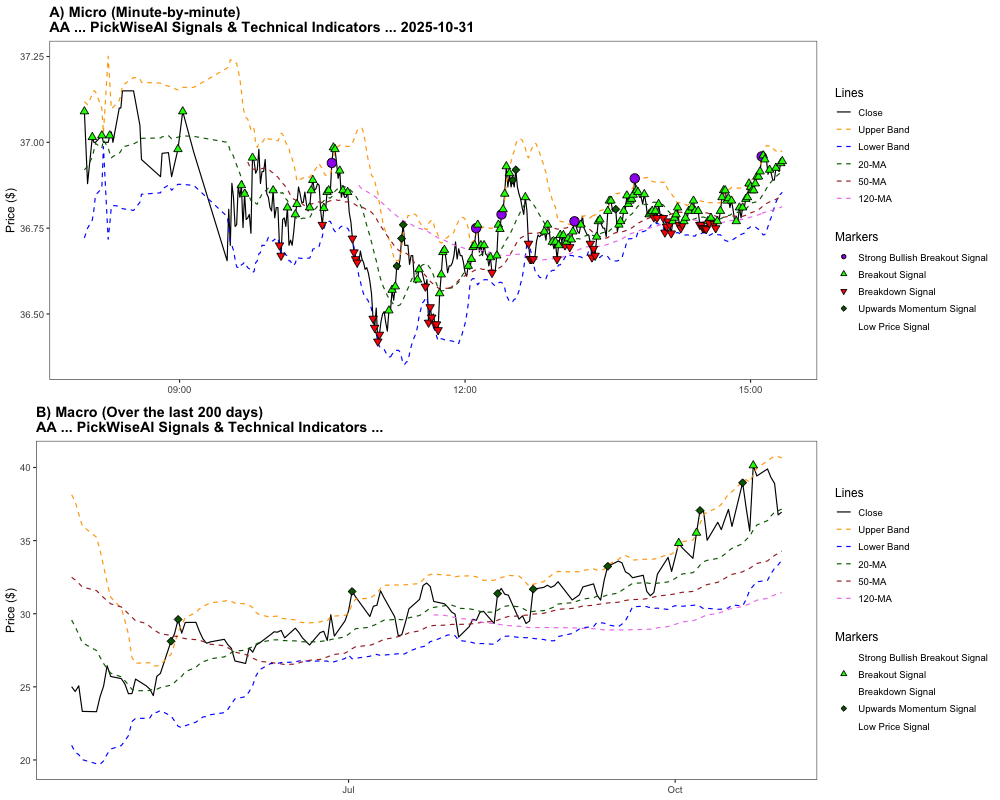 A) Micro (Minute-by-minute)
AA ... PickWiseAI Signals & Technical Indicators ... 2025-10-31
Price ($)
37.25
37.00
36.75
36.50
09:00
12:00
15:00
Lines
Close
Upper Band
Lower Band
20-MA
50-MA
120-MA
Markers
Strong Bullish Breakout Signal
Breakout Signal
Breakdown Signal
Upwards Momentum Signal
Low Price Signal
B) Macro (Over the last 200 days)
AA ... PickWiseAI Signals & Technical Indicators ...
Price ($)
40
35
30
25
20
Jul
Oct
Lines
Close
Upper Band
Lower Band
20-MA
50-MA
120-MA
Markers
Strong Bullish Breakout Signal
Breakout Signal
Breakdown Signal
Upwards Momentum Signal
Low Price Signal